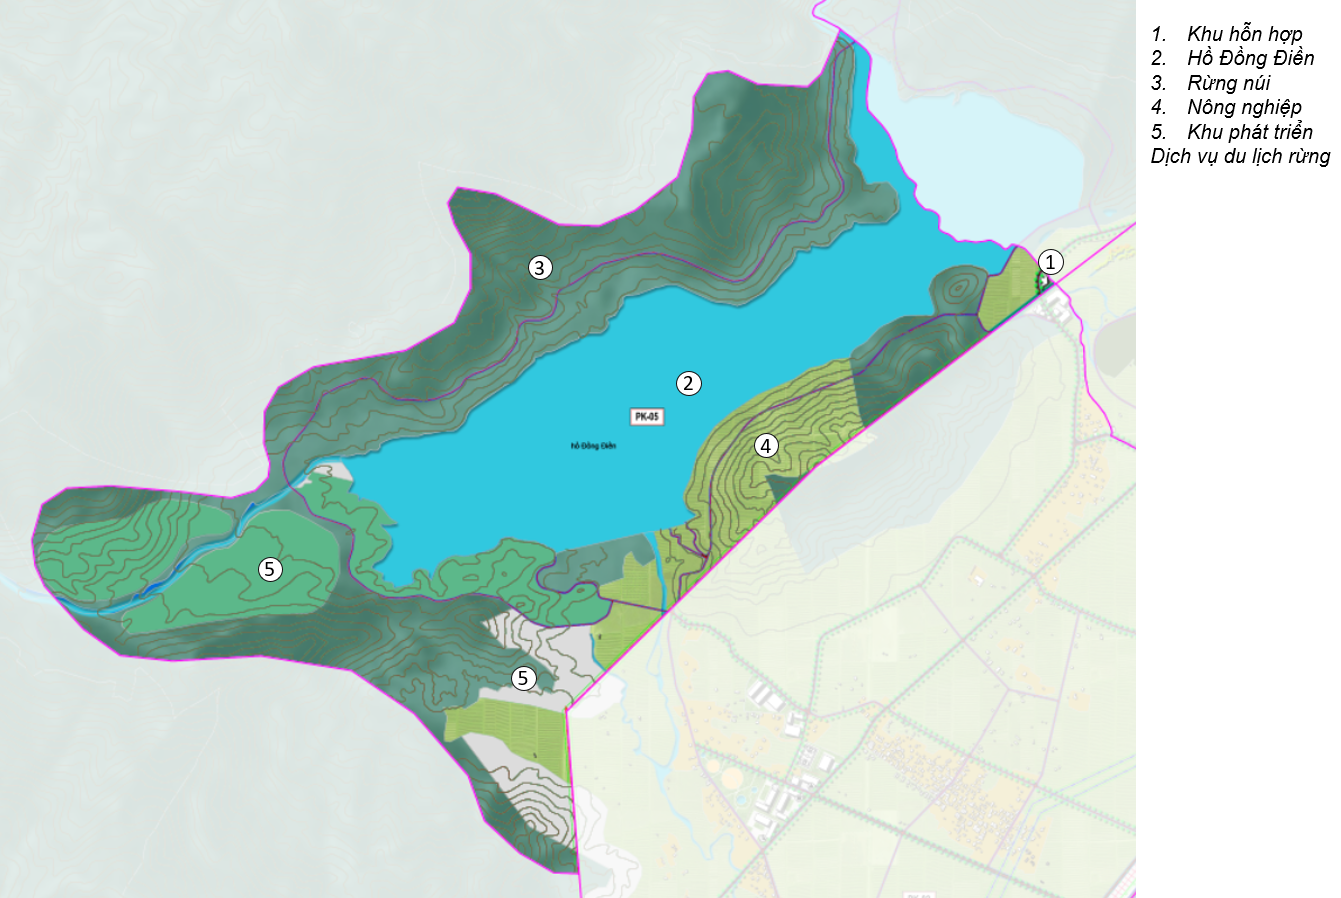 1. Khu hỗn hợp
2. Hồ Đồng Điền
3. Rừng núi
4. Nông nghiệp
5. Khu phát triển
Dịch vụ du lịch rừng
1
3
2
PK-05
hồ Đồng Điền
4
5
5